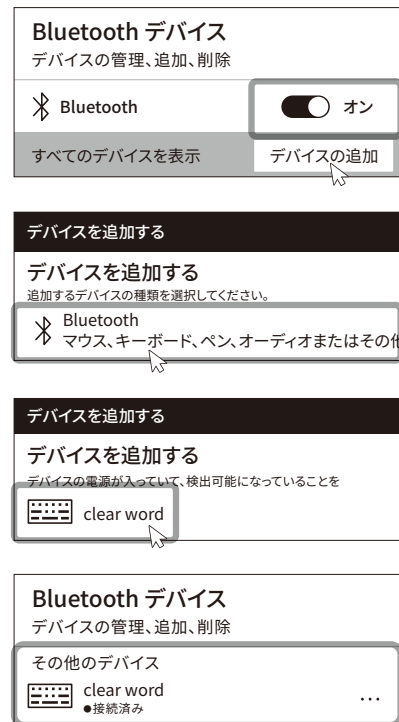 Bluetooth デバイス
デバイスの管理、追加、削除
Bluetooth
オン
すべてのデバイスを表示
デバイスの追加
デバイスを追加する
デバイスを追加する
追加するデバイスの種類を選択してください。
Bluetooth
マウス、キーボード、ペン、オーディオまたはその他
デバイスを追加する
デバイスを追加する
デバイスの電源が入っていて、検出可能になっていることを
clear word
Bluetooth デバイス
デバイスの管理、追加、削除
その他のデバイス
clear word
●接続済み
…